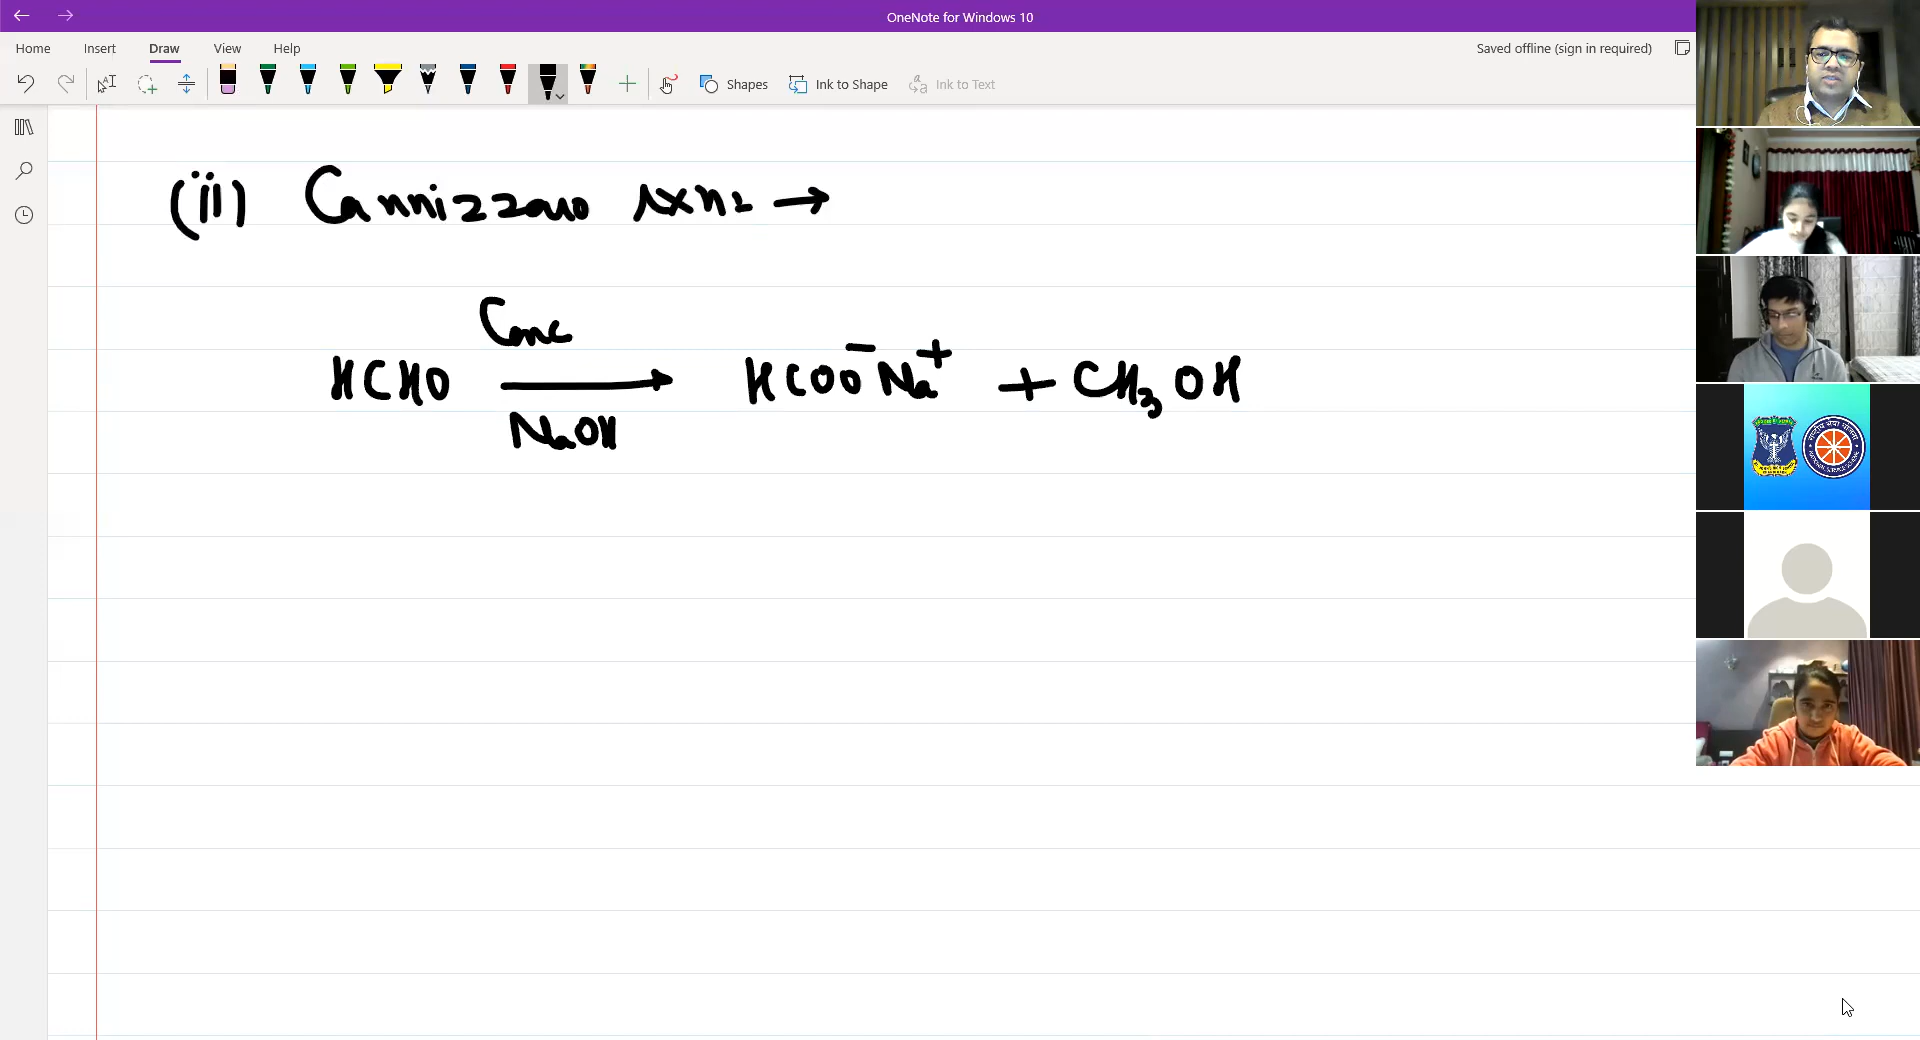 OneNote for Windows 10
Home Insert Draw View Help
Saved offline (sign in required)
Shapes Ink to Shape Ink to Text
(ii) Cannizzaro rxn: →
Conc
HCHO → HCOO⁻Na⁺ + CH₃OH
NaOH